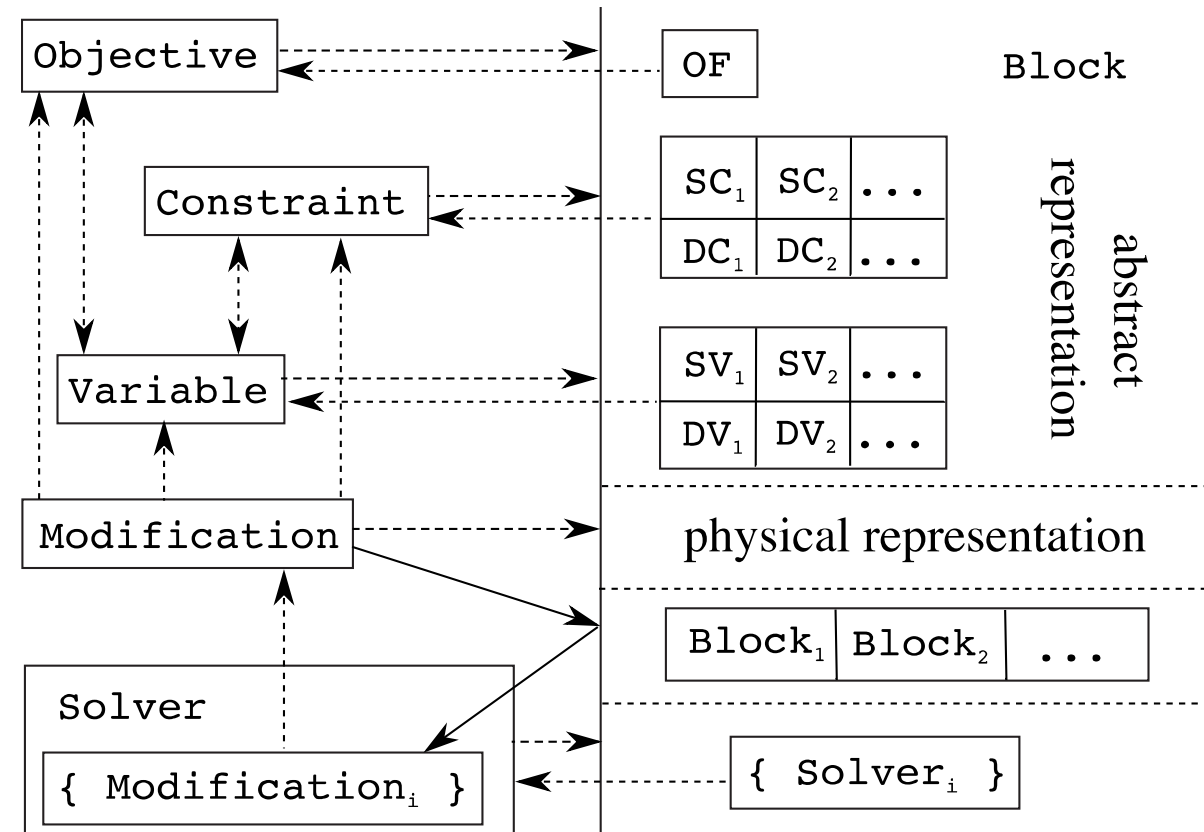 Objective
OF
Block
SC₁ SC₂ ...
DC₁ DC₂ ...
Constraint
abstract
representation
SV₁ SV₂ ...
DV₁ DV₂ ...
Variable
Modification
physical representation
Block₁ Block₂ ...
Solver
{ Modificationᵢ }
{ Solverᵢ }